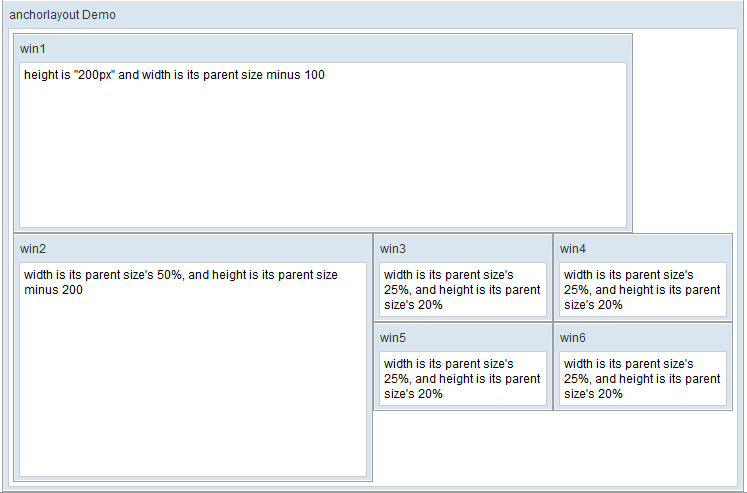 anchorlayout Demo
win1
height is "200px" and width is its parent size minus 100
win2
width is its parent size's 50%, and height is its parent size
minus 200
win3
width is its parent size's
25%, and height is its parent
size's 20%
win4
width is its parent size's
25%, and height is its parent
size's 20%
win5
width is its parent size's
25%, and height is its parent
size's 20%
win6
width is its parent size's
25%, and height is its parent
size's 20%